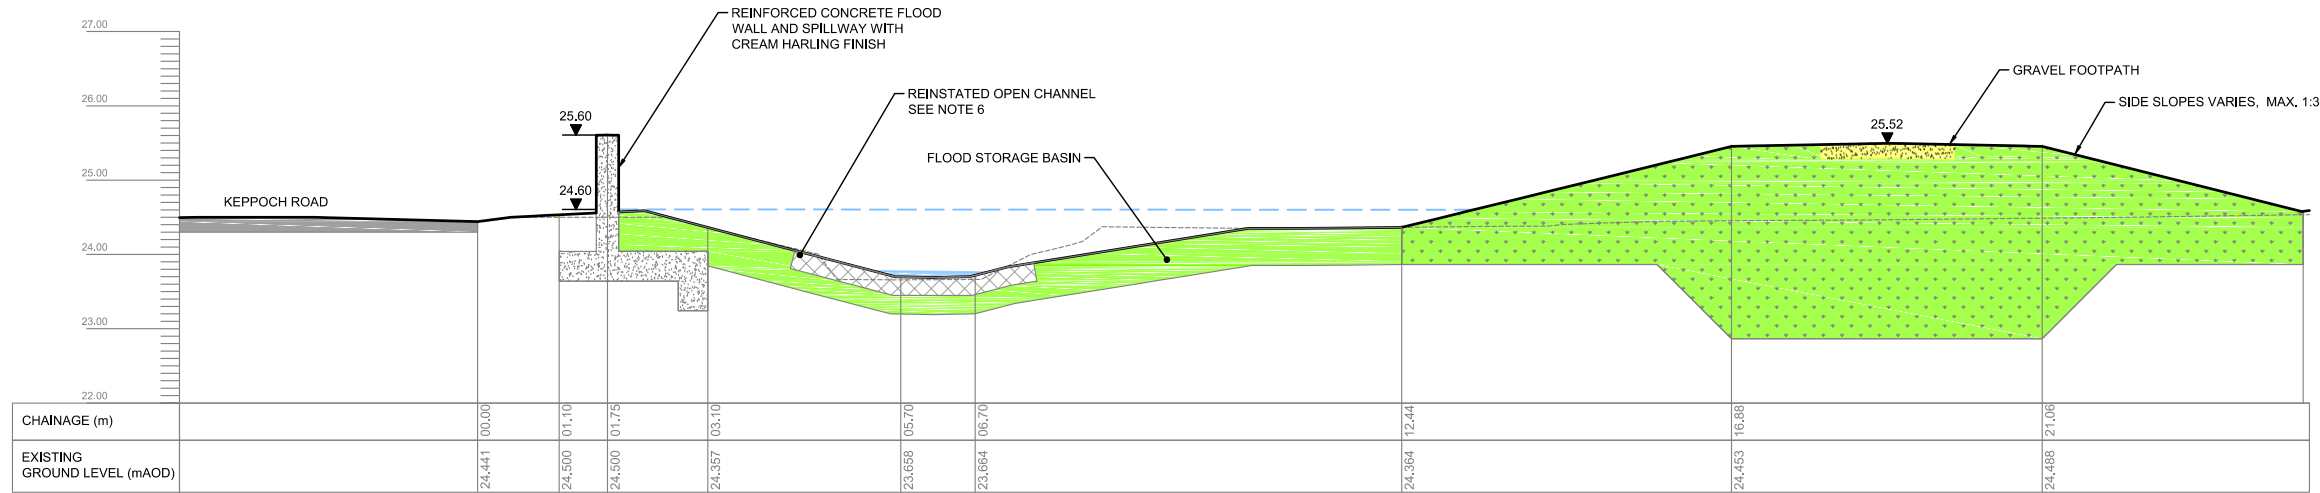 27.00
26.00
25.00
24.00
23.00
22.00
REINFORCED CONCRETE FLOOD
WALL AND SPILLWAY WITH
CREAM HARLING FINISH
REINSTATED OPEN CHANNEL
SEE NOTE 6
FLOOD STORAGE BASIN
GRAVEL FOOTPATH
SIDE SLOPES VARIES, MAX. 1:3
25.60
24.60
25.52
KEPPOCH ROAD
CHAINAGE (m)
00.00
01.10
01.75
03.10
05.70
06.70
12.44
16.88
21.06
EXISTING
GROUND LEVEL (mAOD)
24.441
24.500
24.500
24.357
23.658
23.664
24.364
24.453
24.488